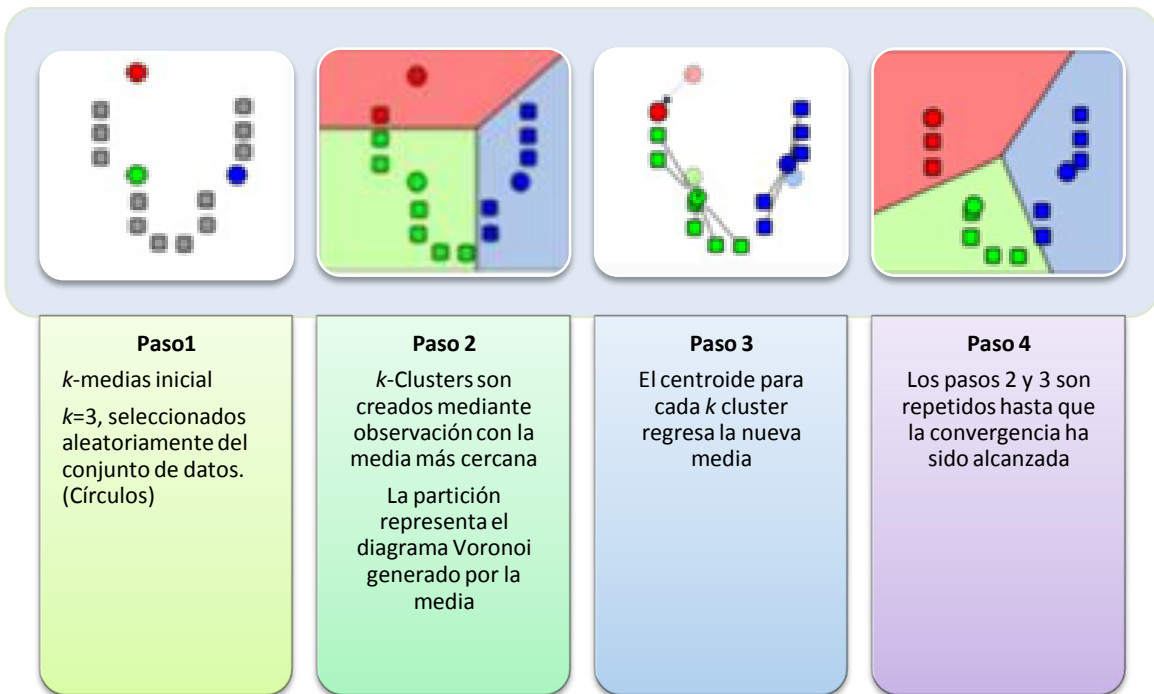 Paso1
k-medias inicial
k=3, seleccionados
aleatoriamente del
conjunto de datos.
(Círculos)
Paso 2
k-Clusters son
creados mediante
observación con la
media más cercana
La partición
representa el
diagrama Voronoi
generado por la
media
Paso 3
El centroide para
cada k cluster
regresa la nueva
media
Paso 4
Los pasos 2 y 3 son
repetidos hasta que
la convergencia ha
sido alcanzada